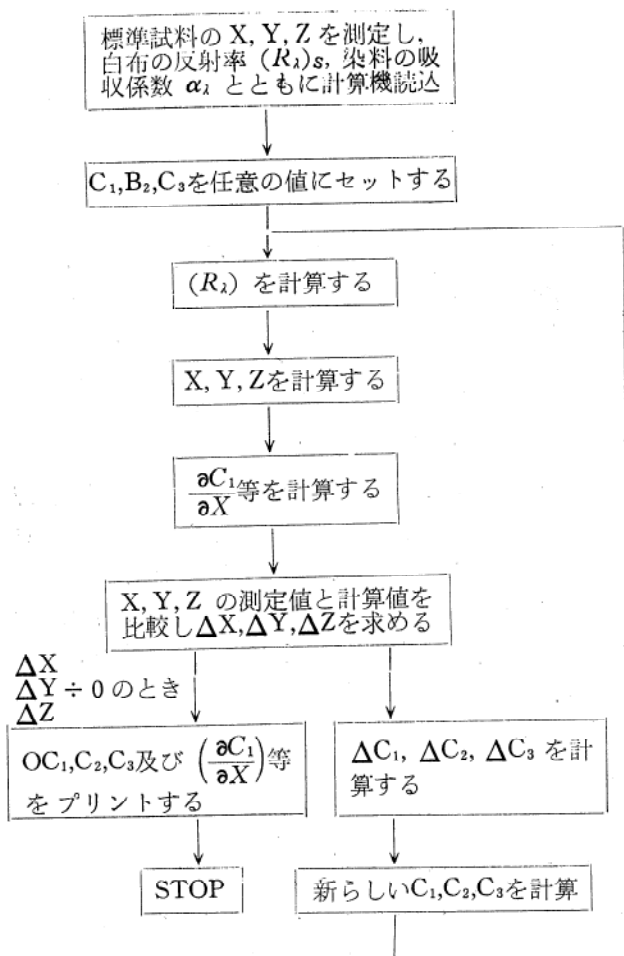 標準試料の X, Y, Z を測定し,
白布の反射率 (Rλ)s, 染料の吸
収係数 αλ とともに計算機読込
C₁,B₂,C₃を任意の値にセットする
(Rλ) を計算する
X, Y, Zを計算する
∂C₁/∂X 等を計算する
X, Y, Z の測定値と計算値を
比較しΔX,ΔY,ΔZを求める
ΔX
ΔY ÷ 0 のとき
ΔZ
OC₁,C₂,C₃及び (∂C₁/∂X) 等
を プリントする
ΔC₁, ΔC₂, ΔC₃ を計
算する
STOP
新らしいC₁,C₂,C₃を計算